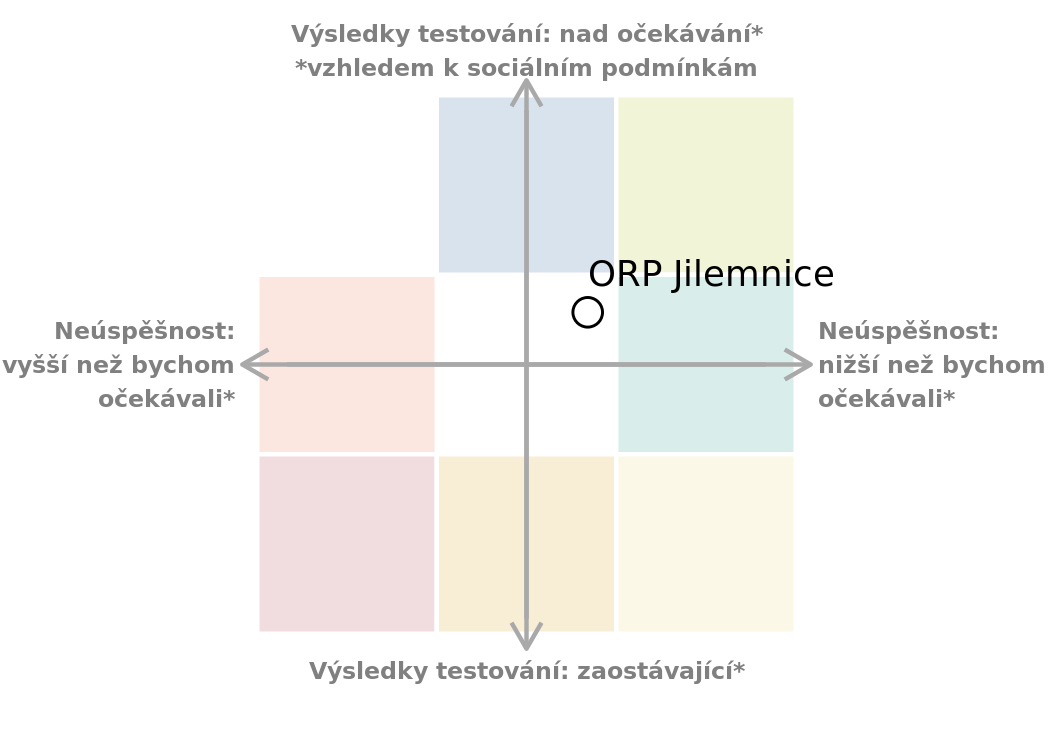 Výsledky testování: nad očekávání*
*vzhledem k sociálním podmínkám
ORP Jilemnice
Neúspěšnost:
vyšší než bychom
očekávali*
Neúspěšnost:
nižší než bychom
očekávali*
Výsledky testování: zaostávající*